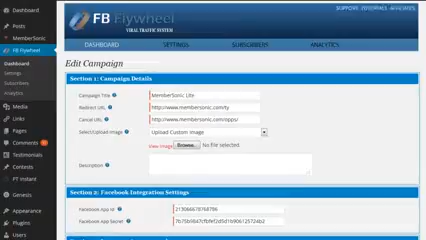 Dashboard
Posts
MemberSonic
FB Flywheel
Dashboard
Settings
Subscribers
Analytics
Media
Links
Pages
Comments
Testimonials
Contests
PT Instant
Genesis
Appearance
Plugins
Users
SUPPORT TUTORIALS AFFILIATES
FB Flywheel
VIRAL TRAFFIC SYSTEM
DASHBOARD SETTINGS SUBSCRIBERS ANALYTICS
Edit Campaign
Section 1: Campaign Details
Campaign Title MemberSonic Lite
Redirect URL http://www.membersonic.com/ty
Cancel URL http://www.membersonic.com/opps/
Select/Upload Image Upload Custom Image
View Image Browse... No file selected
Description
Section 2: Facebook Integration Settings
Facebook App Id
Facebook App Secret